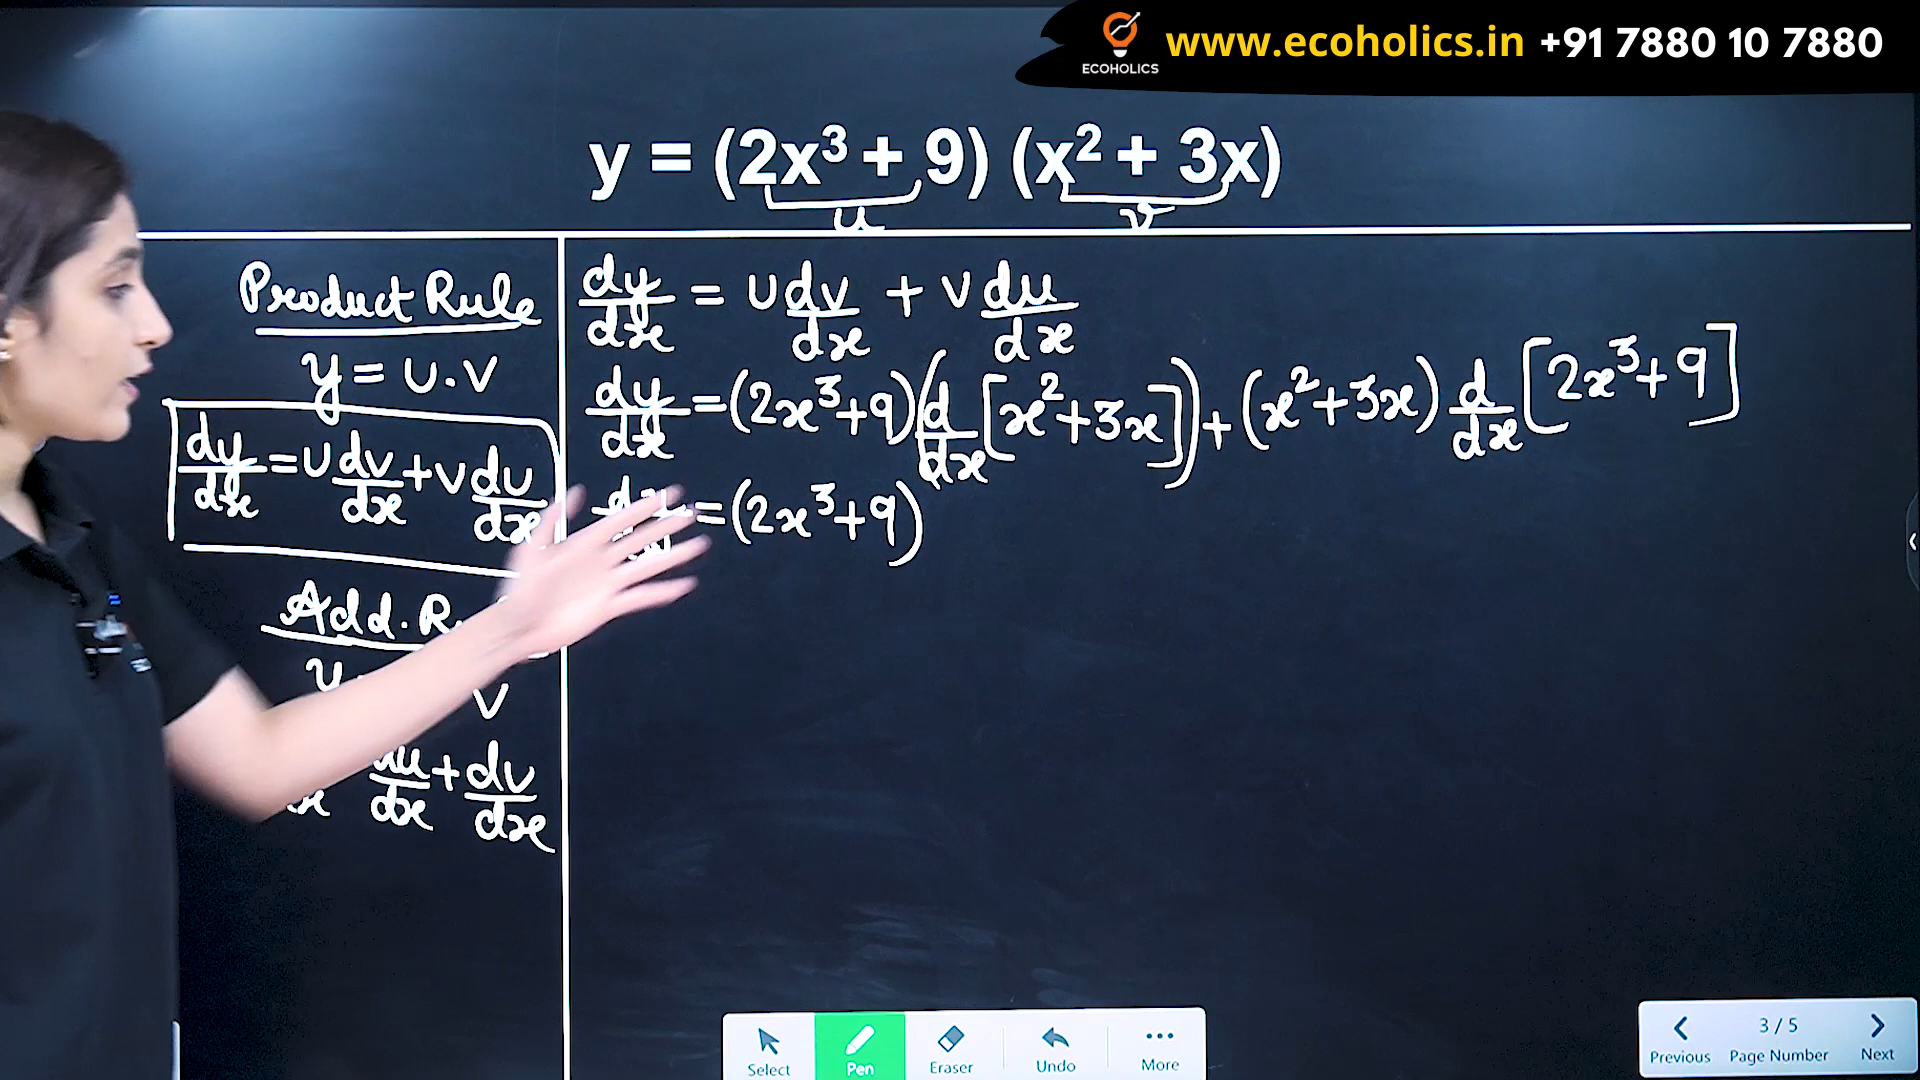 www.ecoholics.in +91 7880 10 7880
ECOHOLICS
y = (2x³ + 9) (x² + 3x)
u v
Product Rule
y = u.v
dy/dx = u dv/dx + v du/dx
Add. R
v
du/dx + dv/dx
dy/dx = u dv/dx + v du/dx
dy/dx = (2x³+9)(d/dx[x²+3x]) + (x²+3x) d/dx [2x³+9]
= (2x³+9)
Select Pen Eraser Undo More
3 / 5
Previous Page Number Next